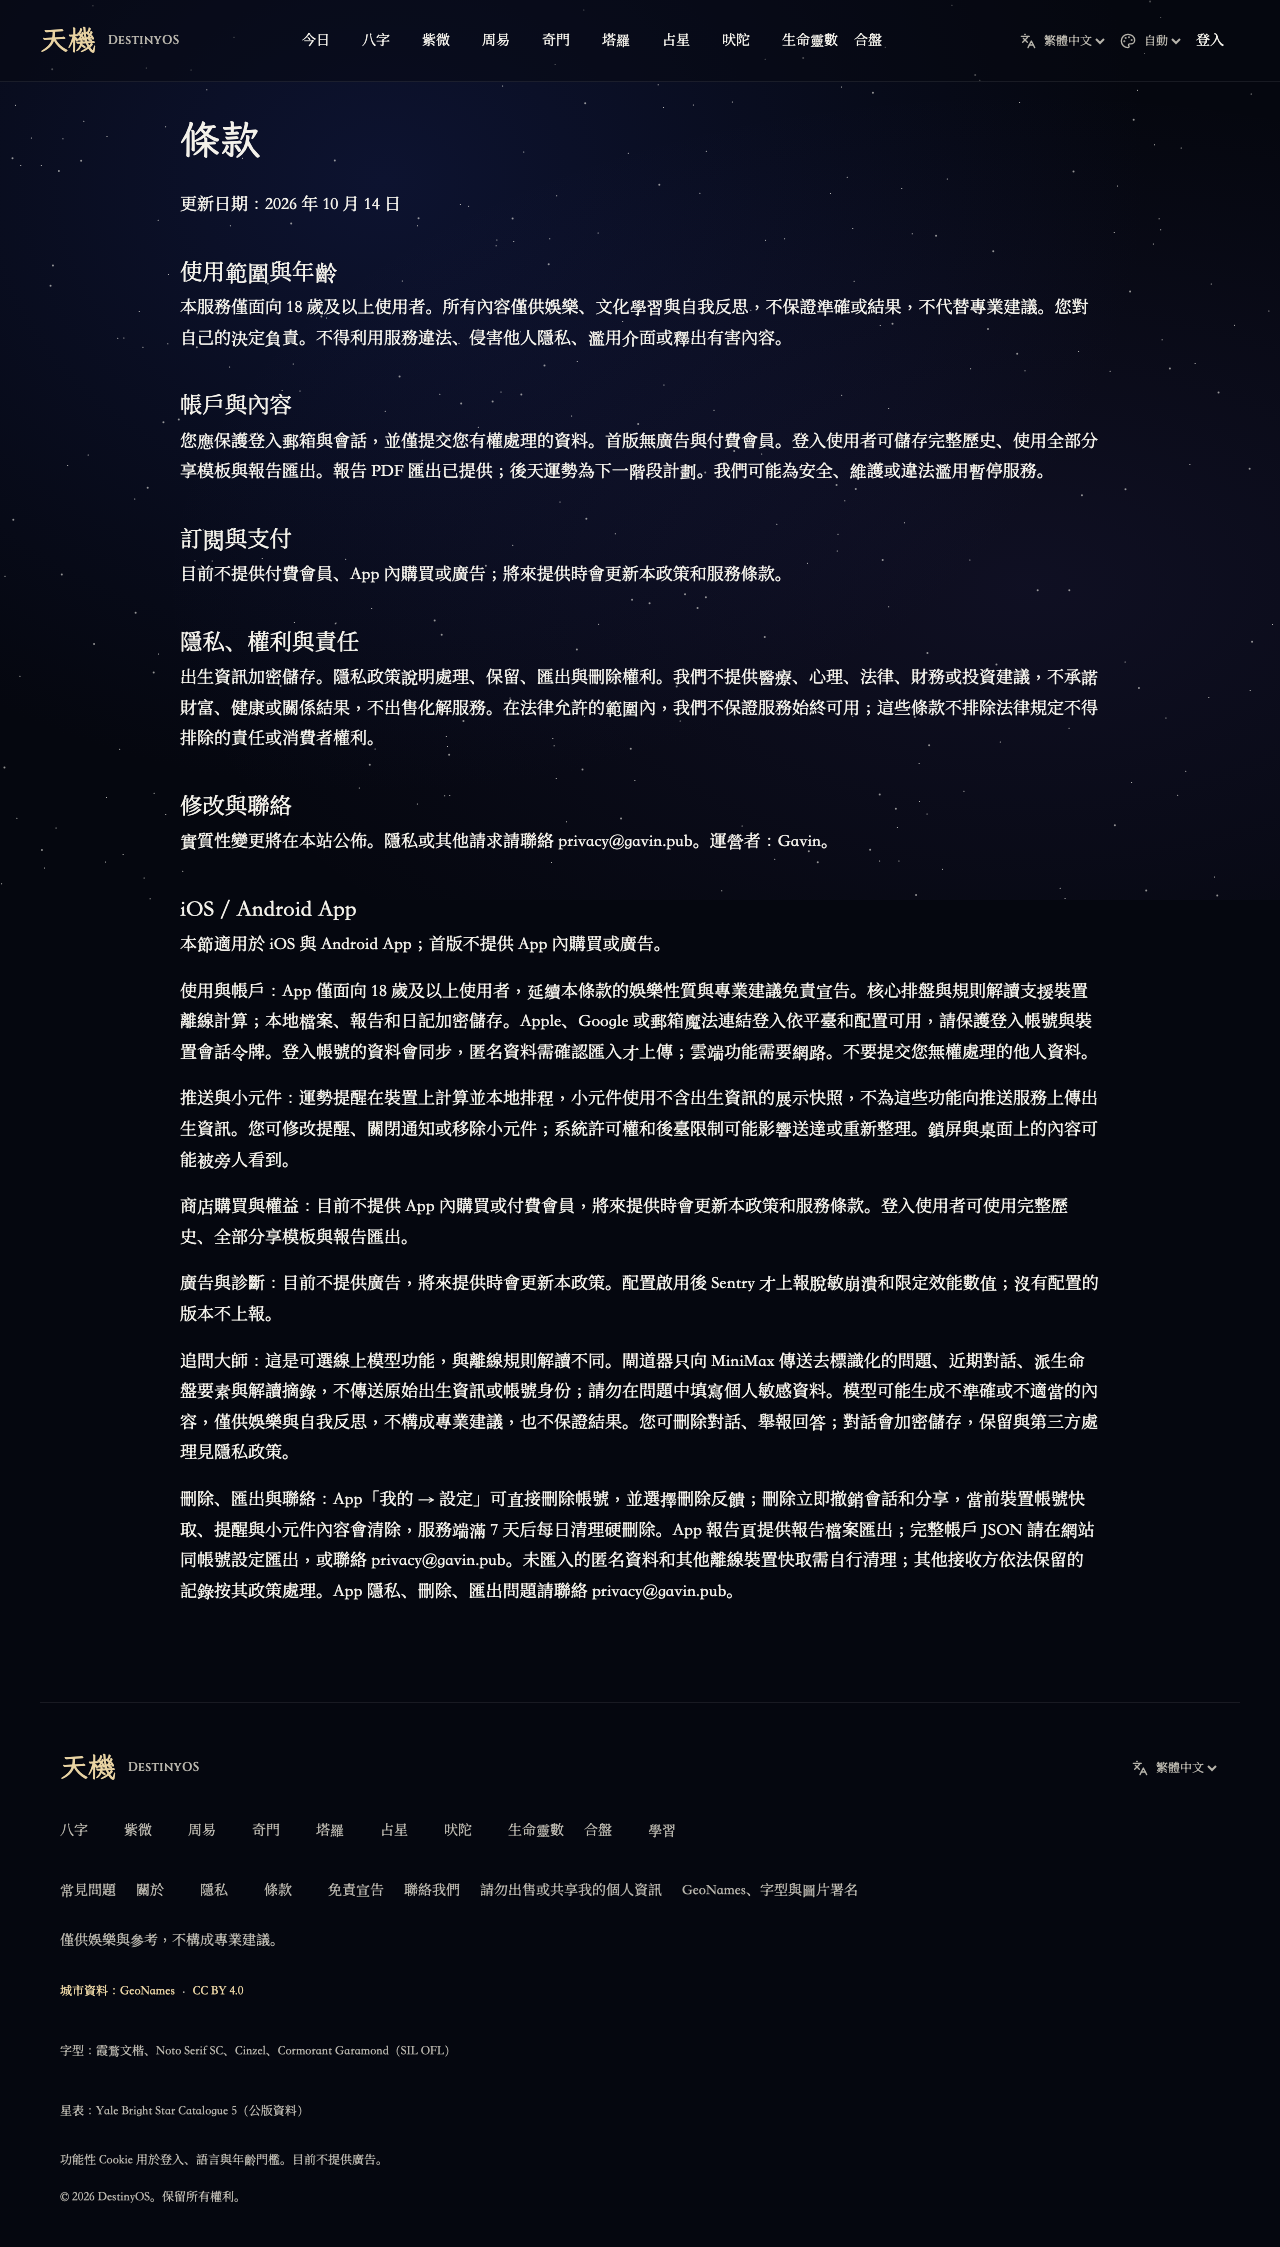 天機 DestinyOS 今日 八字 紫微 周易 奇門 塔羅 占星 吠陀 生命靈數 合盤 繁體中文 自動 登入
條款
更新日期：2026 年 10 月 14 日
使用範圍與年齡
本服務僅面向 18 歲及以上使用者。所有內容僅供娛樂、文化學習與自我反思，不保證準確或結果，不代替專業建議。您對
自己的決定負責。不得利用服務違法、侵害他人隱私、濫用介面或釋出有害內容。
帳戶與內容
您應保護登入郵箱與會話，並僅提交您有權處理的資料。首版無廣告與付費會員。登入使用者可儲存完整歷史、使用全部分
享模板與報告匯出。報告 PDF 匯出已提供；後天運勢為下一階段計劃。我們可能為安全、維護或違法濫用暫停服務。
訂閱與支付
目前不提供付費會員、App 內購買或廣告；將來提供時會更新本政策和服務條款。
隱私、權利與責任
出生資訊加密儲存。隱私政策說明處理、保留、匯出與刪除權利。我們不提供醫療、心理、法律、財務或投資建議，不承諾
財富、健康或關係結果，不出售化解服務。在法律允許的範圍內，我們不保證服務始終可用；這些條款不排除法律規定不得
排除的責任或消費者權利。
修改與聯絡
實質性變更將在本站公佈。隱私或其他請求請聯絡 privacy@gavin.pub。運營者：Gavin。
iOS / Android App
本節適用於 iOS 與 Android App；首版不提供 App 內購買或廣告。
使用與帳戶：App 僅面向 18 歲及以上使用者，延續本條款的娛樂性質與專業建議免責宣告。核心排盤與規則解讀支援裝置
離線計算；本地檔案、報告和日記加密儲存。Apple、Google 或郵箱魔法連結登入依平臺和配置可用，請保護登入帳號與裝
置會話令牌。登入帳號的資料會同步，匿名資料需確認匯入才上傳；雲端功能需要網路。不要提交您無權處理的他人資料。
推送與小元件：運勢提醒在裝置上計算並本地排程，小元件使用不含出生資訊的展示快照，不為這些功能向推送服務上傳出
生資訊。您可修改提醒、關閉通知或移除小元件；系統許可權和後臺限制可能影響送達或重新整理。鎖屏與桌面上的內容可
能被旁人看到。
商店購買與權益：目前不提供 App 內購買或付費會員，將來提供時會更新本政策和服務條款。登入使用者可使用完整歷
史、全部分享模板與報告匯出。
廣告與診斷：目前不提供廣告，將來提供時會更新本政策。配置啟用後 Sentry 才上報脫敏崩潰和限定效能數值；沒有配置的
版本不上報。
追問大師：這是可選線上模型功能，與離線規則解讀不同。閘道器只向 MiniMax 傳送去標識化的問題、近期對話、派生命
盤要素與解讀摘錄，不傳送原始出生資訊或帳號身份；請勿在問題中填寫個人敏感資料。模型可能生成不準確或不適當的內
容，僅供娛樂與自我反思，不構成專業建議，也不保證結果。您可刪除對話、舉報回答；對話會加密儲存，保留與第三方處
理見隱私政策。
刪除、匯出與聯絡：App「我的 → 設定」可直接刪除帳號，並選擇刪除反饋；刪除立即撤銷會話和分享，當前裝置帳號快
取、提醒與小元件內容會清除，服務端滿 7 天后每日清理硬刪除。App 報告頁提供報告檔案匯出；完整帳戶 JSON 請在網站
同帳號設定匯出，或聯絡 privacy@gavin.pub。未匯入的匿名資料和其他離線裝置快取需自行清理；其他接收方依法保留的
記錄按其政策處理。App 隱私、刪除、匯出問題請聯絡 privacy@gavin.pub。
天機 DestinyOS 繁體中文
八字 紫微 周易 奇門 塔羅 占星 吠陀 生命靈數 合盤 學習
常見問題 關於 隱私 條款 免責宣告 聯絡我們 請勿出售或共享我的個人資訊 GeoNames、字型與圖片署名
僅供娛樂與參考，不構成專業建議。
城市資料：GeoNames · CC BY 4.0
字型：霞鶩文楷、Noto Serif SC、Cinzel、Cormorant Garamond（SIL OFL）
星表：Yale Bright Star Catalogue 5（公版資料）
功能性 Cookie 用於登入、語言與年齡門檻。目前不提供廣告。
© 2026 DestinyOS。保留所有權利。